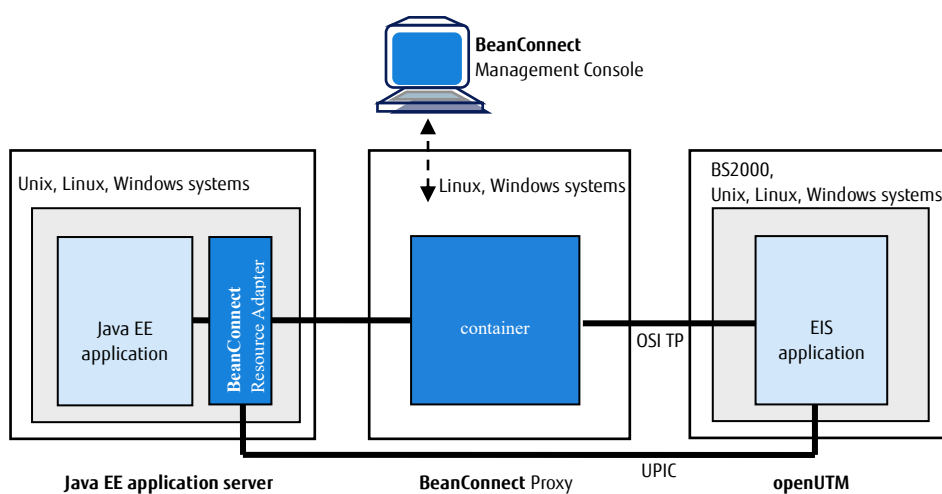 BeanConnect
Management Console
Unix, Linux, Windows systems
Linux, Windows systems
BS2000,
Unix, Linux, Windows systems
Java EE
application
BeanConnect
Resource Adapter
container
OSI TP
EIS
application
UPIC
Java EE application server
BeanConnect Proxy
openUTM